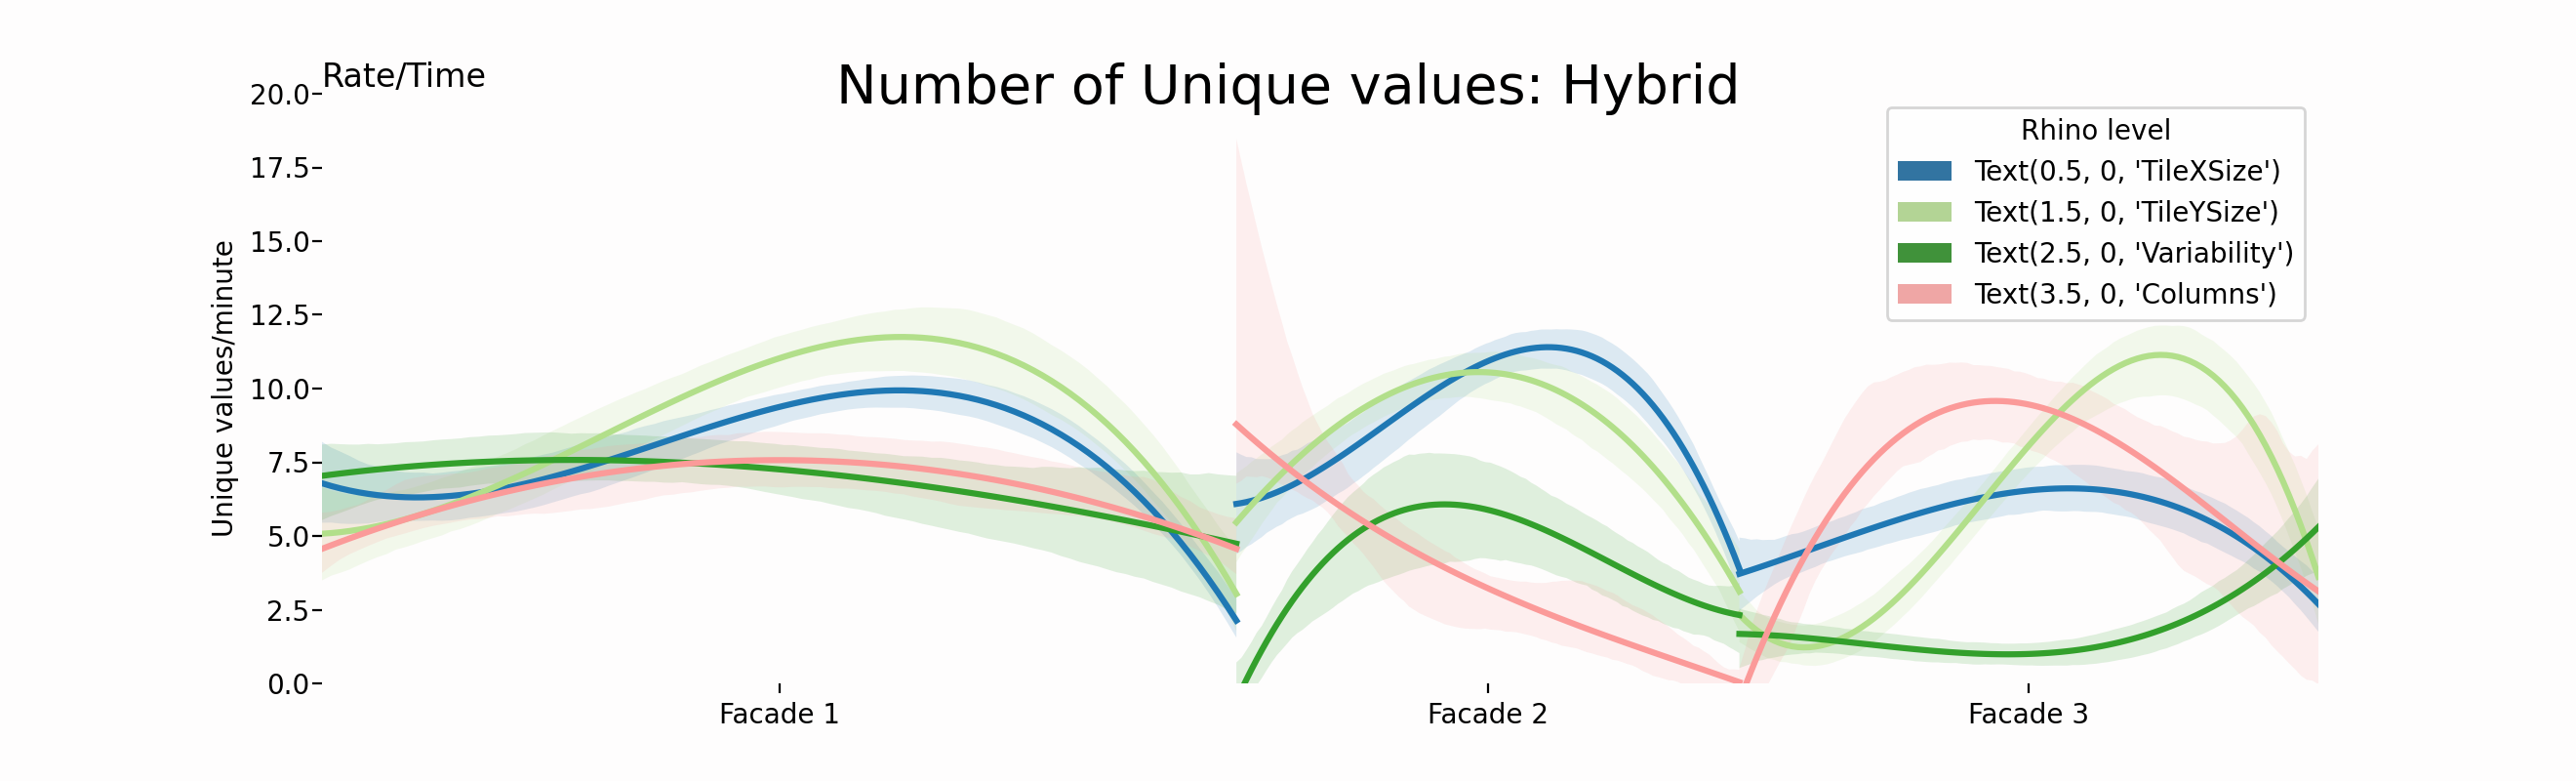 Rate/Time
Number of Unique values: Hybrid
Unique values/minute
20.0
17.5
15.0
12.5
10.0
7.5
5.0
2.5
0.0
Rhino level
Text(0.5, 0, 'TileXSize')
Text(1.5, 0, 'TileYSize')
Text(2.5, 0, 'Variability')
Text(3.5, 0, 'Columns')
Facade 1
Facade 2
Facade 3